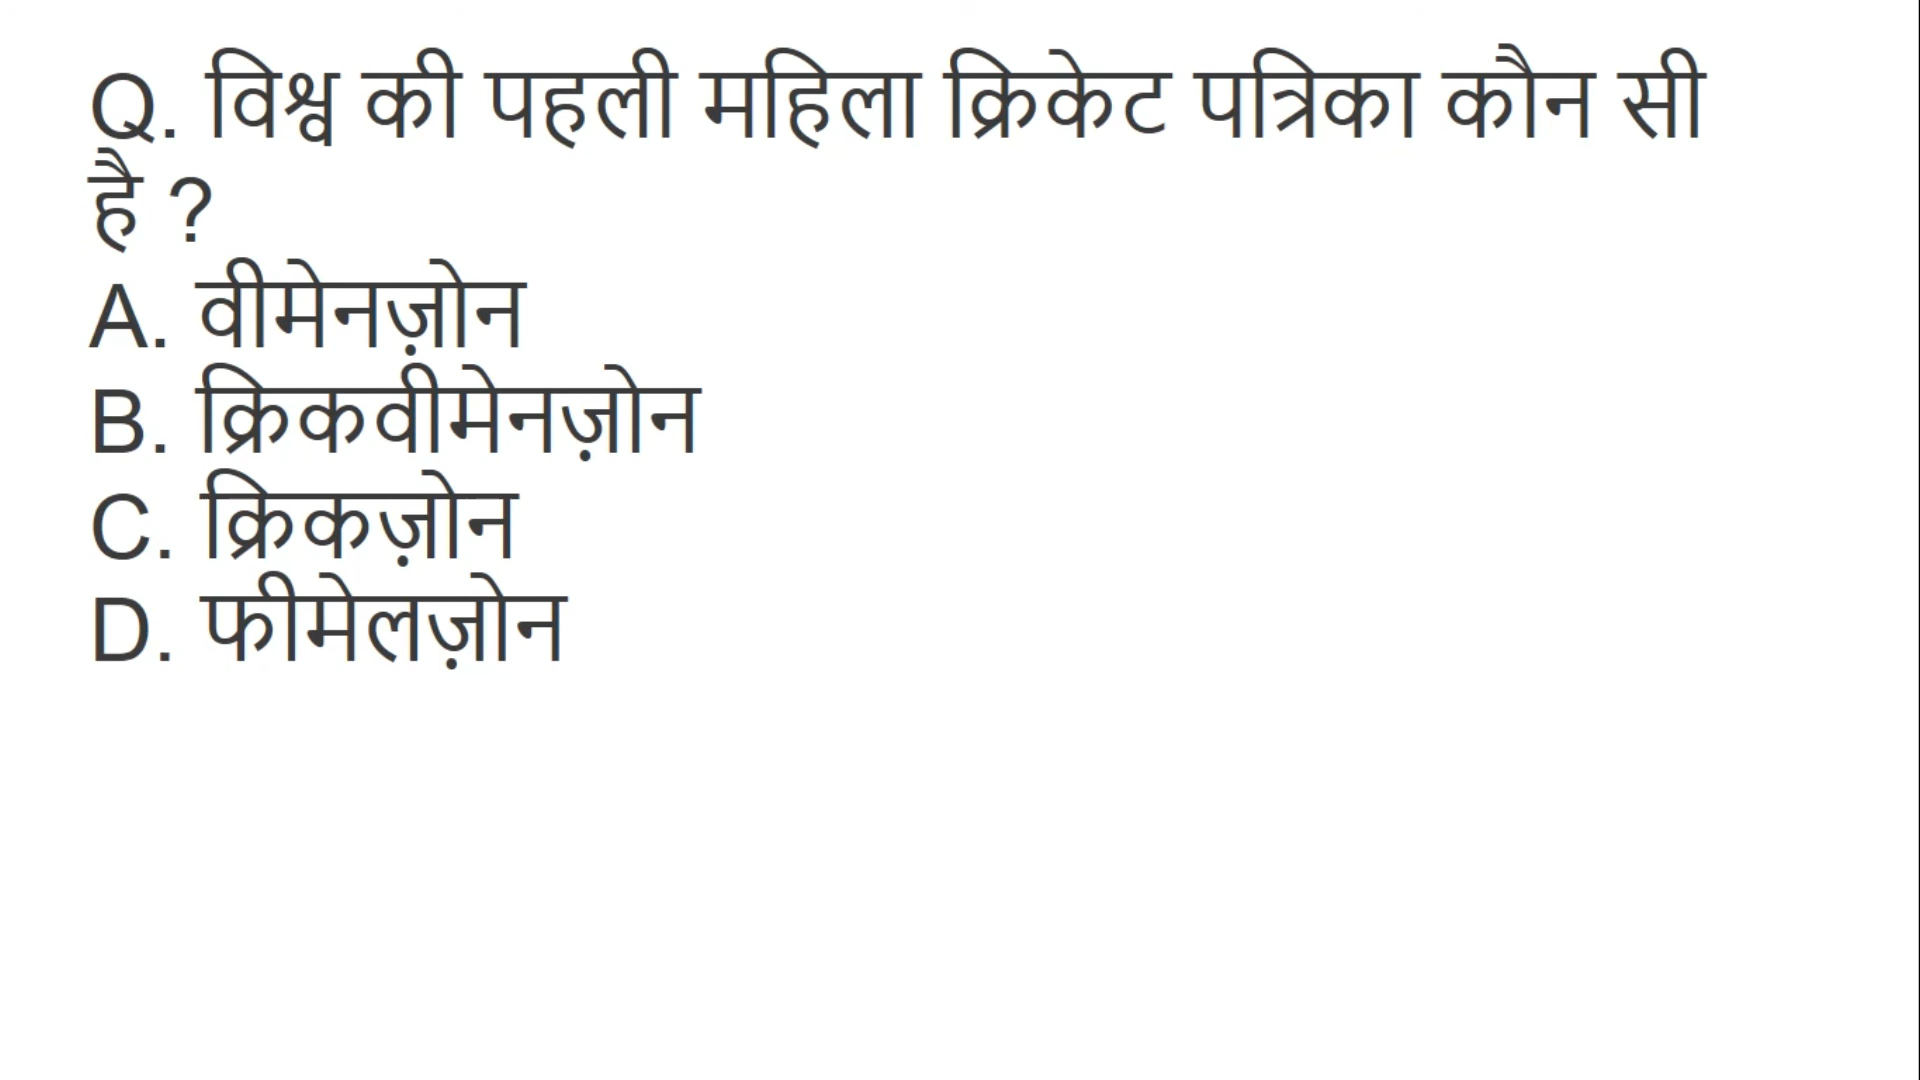 Q. विश्व की पहली महिला क्रिकेट पत्रिका कौन सी
है ?
A. वीमेनज़ोन
B. क्रिकवीमेनज़ोन
C. क्रिकज़ोन
D. फीमेलज़ोन